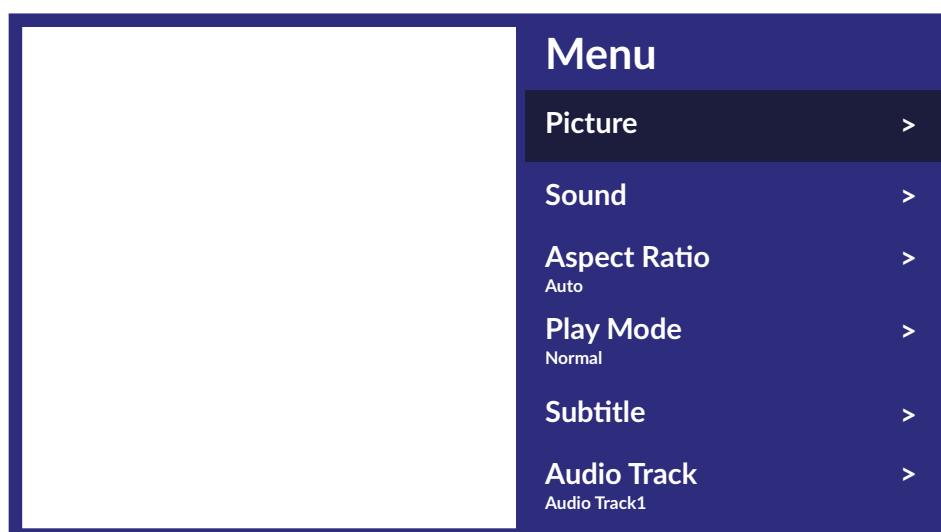 Menu
Picture >
Sound >
Aspect Ratio >
Auto
Play Mode >
Normal
Subtitle >
Audio Track >
Audio Track1